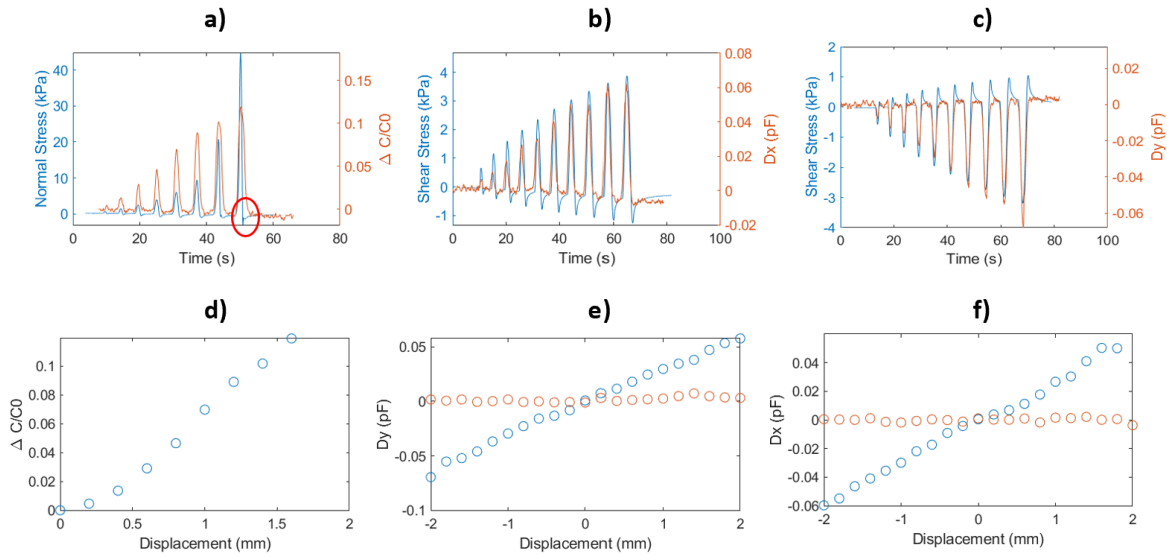 a)
b)
c)
Normal Stress (kPa)
40
30
20
10
0
0.15
0.1
0.05
0
Δ C/C0
0 20 40 60 80
Time (s)
Shear Stress (kPa)
4
3
2
1
0
-1
0.08
0.06
0.04
0.02
0
-0.02
Dx (pF)
0 20 40 60 80 100
Time (s)
Shear Stress (kPa)
2
1
0
-1
-2
-3
-4
0.02
0
-0.02
-0.04
-0.06
Dy (pF)
0 20 40 60 80 100
Time (s)
d)
e)
f)
Δ C/C0
0.1
0.08
0.06
0.04
0.02
0
0 0.5 1 1.5 2
Displacement (mm)
Dy (pF)
0.05
0
-0.05
-0.1
-2 -1 0 1 2
Displacement (mm)
Dx (pF)
0.06
0.04
0.02
0
-0.02
-0.04
-0.06
-2 -1 0 1 2
Displacement (mm)